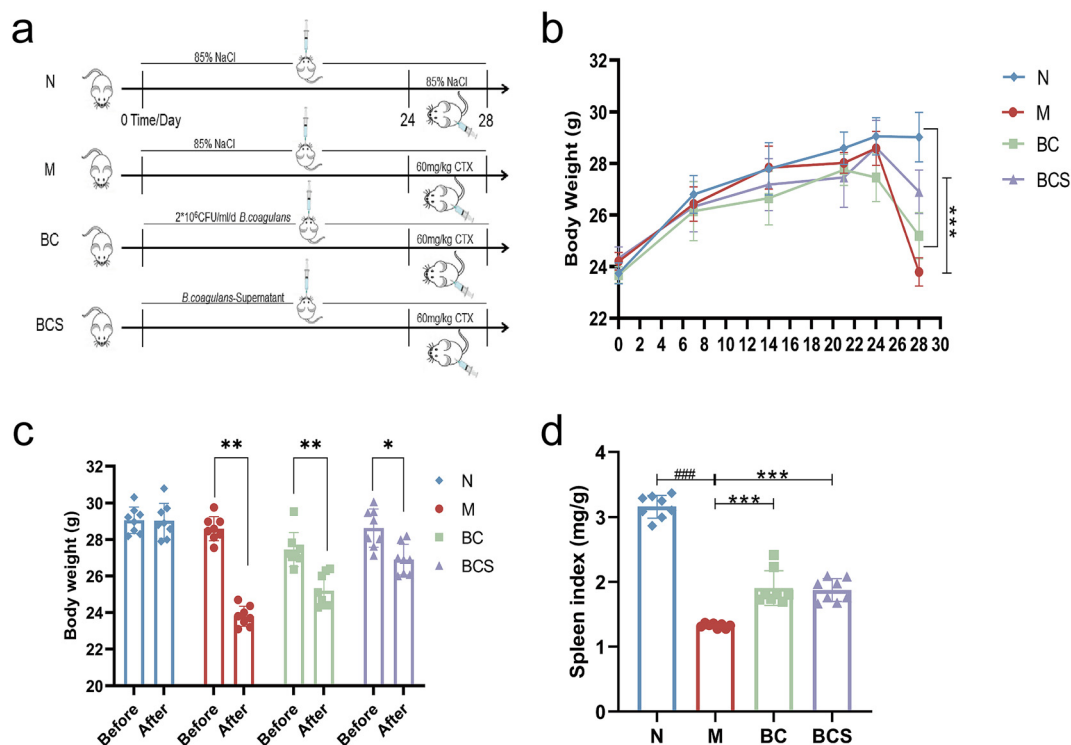 a
N
85% NaCl
85% NaCl
0 Time/Day
24
28
M
85% NaCl
60mg/kg CTX
BC
B.coagulans
60mg/kg CTX
BCS
B.coagulans-Supernatant
60mg/kg CTX
b
Body Weight (g)
32
30
28
26
24
22
0 2 4 6 8 10 12 14 16 18 20 22 24 26 28 30
***
N
M
BC
BCS
c
Body weight (g)
32
30
28
26
24
22
20
** ** *
Before After Before After Before After Before After
N
M
BC
BCS
d
Spleen index (mg/g)
4
3
2
1
0
### ***
***
N M BC BCS